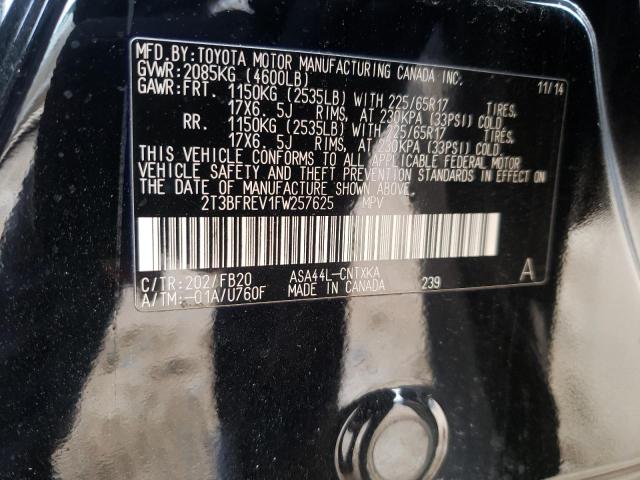 MFD.BY:TOYOTA MOTOR MANUFACTURING CANADA INC.
GVWR:2085KG (4600LB) 11/14
GAWR:FRT. 1150KG (2535LB) WITH 225/65R17 TIRES,
17X6. 5J RIMS, AT 230KPA (33PSI) COLD
RR. 1150KG (2535LB) WITH 225/65R17 TIRES,
17X6. 5J RIMS, AT 230KPA (33PSI) COLD.
THIS VEHICLE CONFORMS TO ALL APPLICABLE FEDERAL MOTOR
VEHICLE SAFETY AND THEFT PREVENTION STANDARDS IN EFFECT ON
THE DATE OF MANUFACTURE SHOWN ABOVE.
2T3BFREV1FW257625 MPV
C/TR:202/FB20 ASA44L-CNTXKA
A/TM:-01A/U760F MADE IN CANADA 239 A